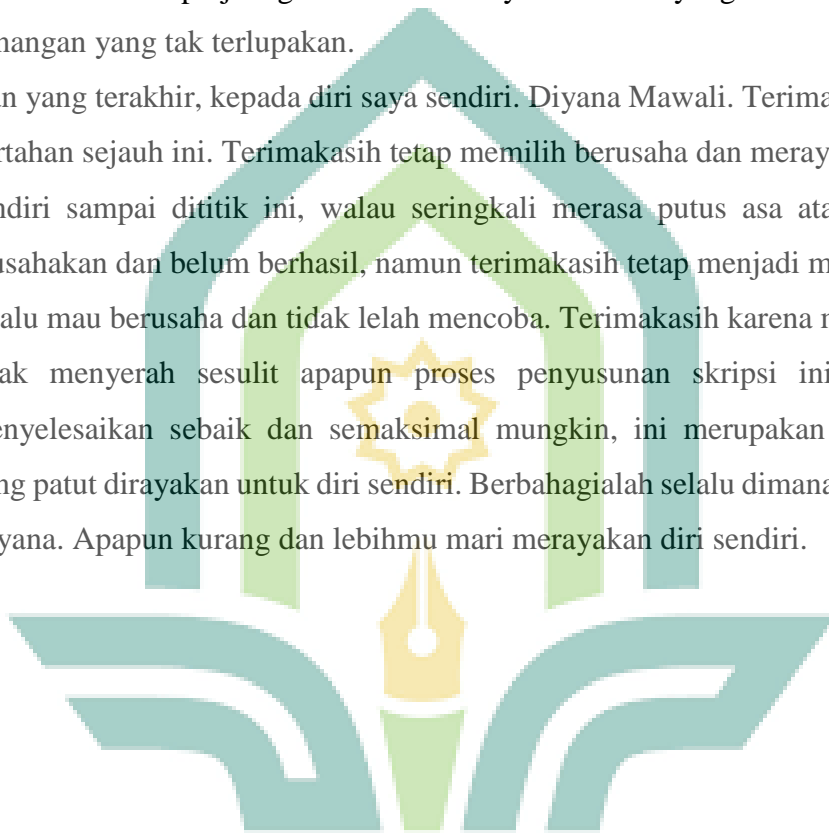 nangan yang tak terlupakan.
n yang terakhir, kepada diri saya sendiri. Diyana Mawali. Terima
rtahan sejauh ini. Terimakasih tetap memilih berusaha dan meray
ndiri sampai dititik ini, walau seringkali merasa putus asa ata
usahakan dan belum berhasil, namun terimakasih tetap menjadi m
alu mau berusaha dan tidak lelah mencoba. Terimakasih karena
ak menyerah sesulit apapun proses penyusunan skripsi ini
enyelesaikan sebaik dan semaksimal mungkin, ini merupakan
ng patut dirayakan untuk diri sendiri. Berbahagialah selalu dimana
yana. Apapun kurang dan lebihmu mari merayakan diri sendiri.